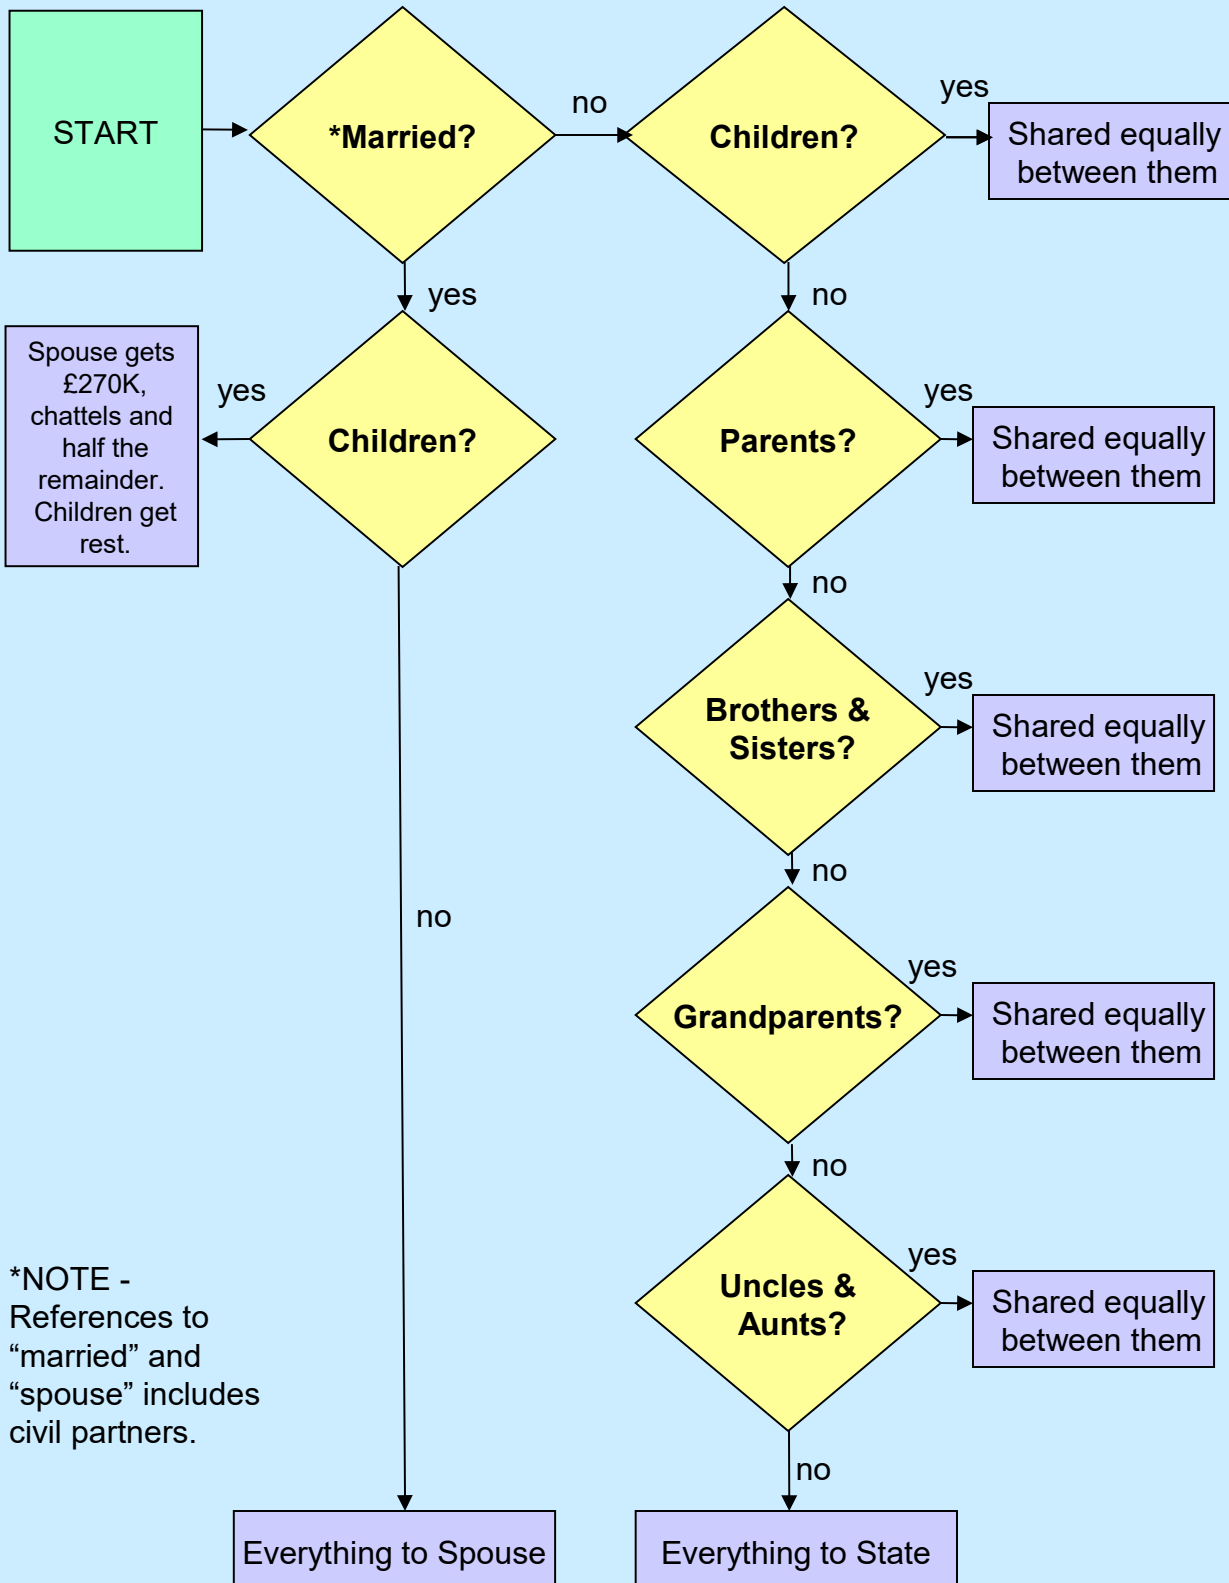 START
*Married?
no
Children?
yes
Shared equally
between them
yes
no
Spouse gets
£270K,
chattels and
half the
remainder.
Children get
rest.
yes
Children?
Parents?
yes
Shared equally
between them
no
Brothers &
Sisters?
yes
Shared equally
between them
no
no
Grandparents?
yes
Shared equally
between them
no
Uncles &
Aunts?
yes
Shared equally
between them
*NOTE -
References to
“married” and
“spouse” includes
civil partners.
no
Everything to Spouse
Everything to State